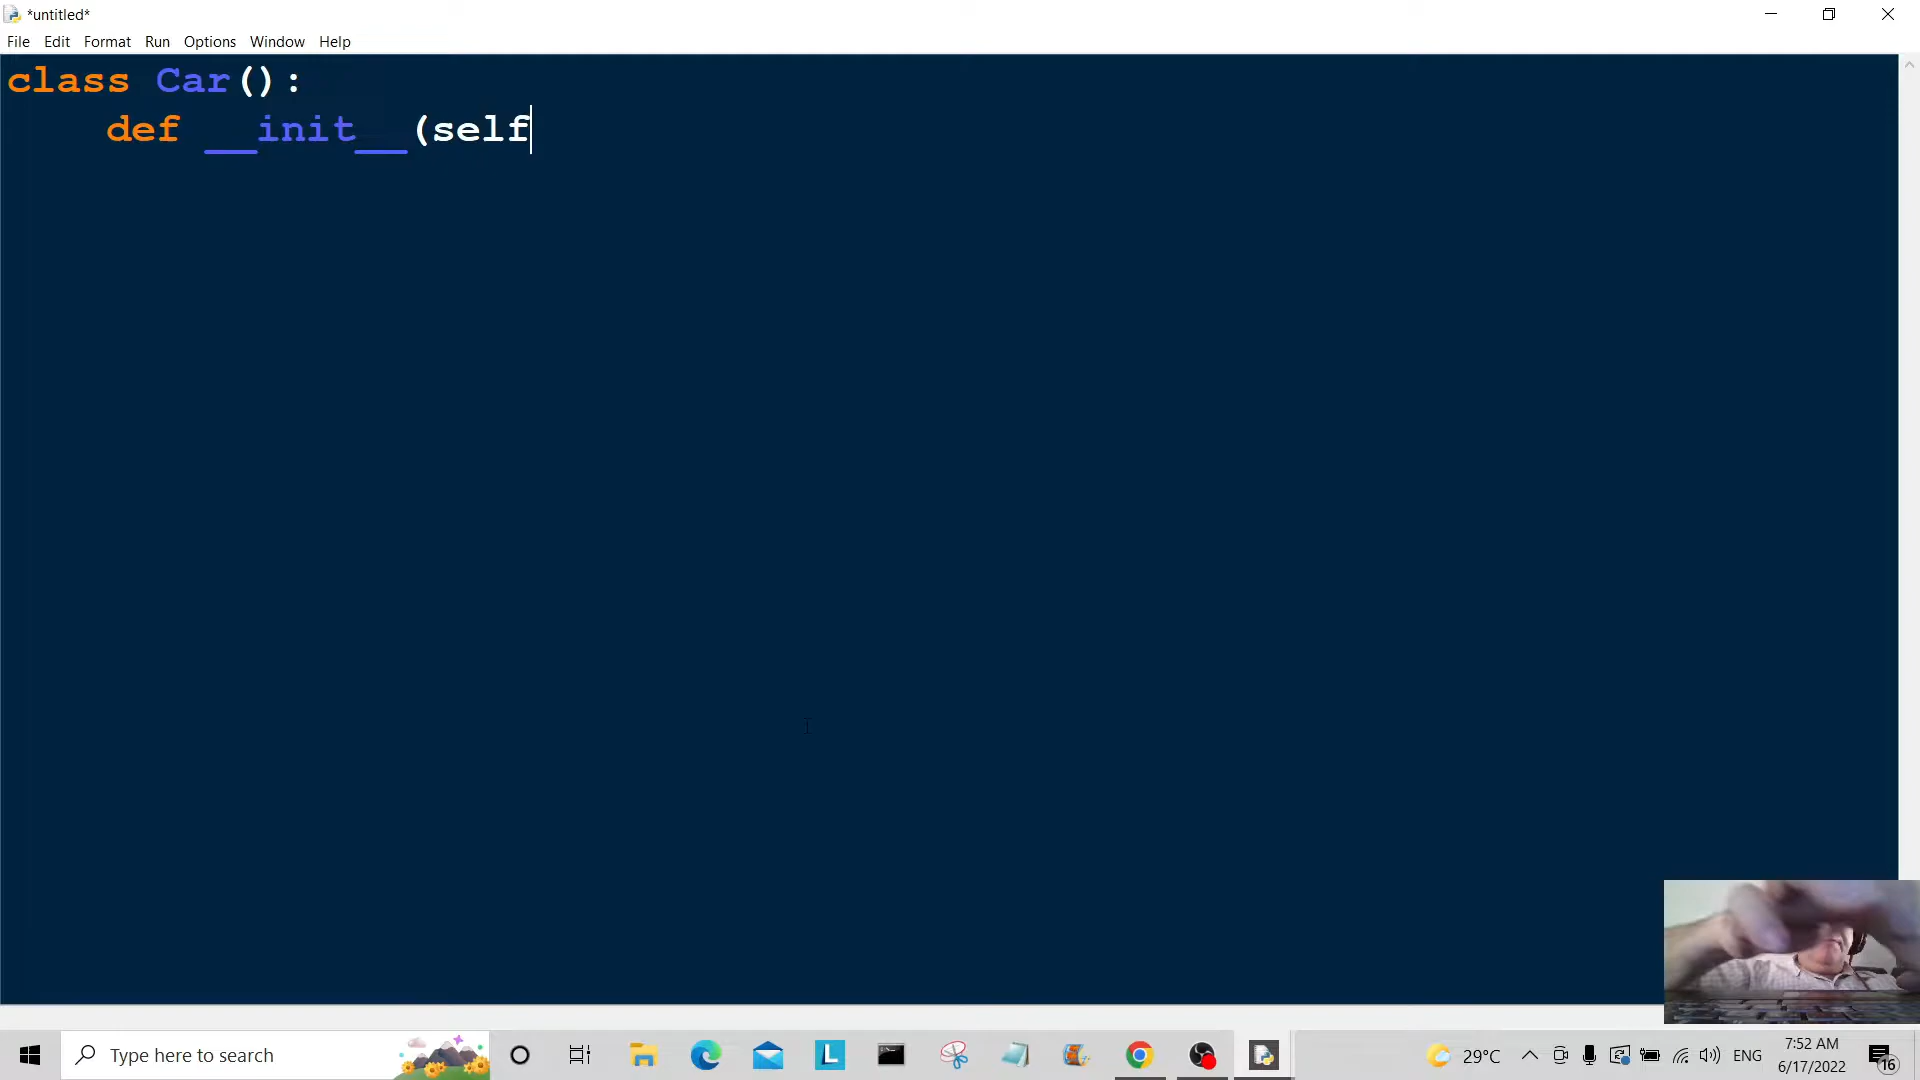 *untitled*
File Edit Format Run Options Window Help
class Car():
    def __init__(self
Type here to search
L
29°C
ENG
7:52 AM
6/17/2022
16